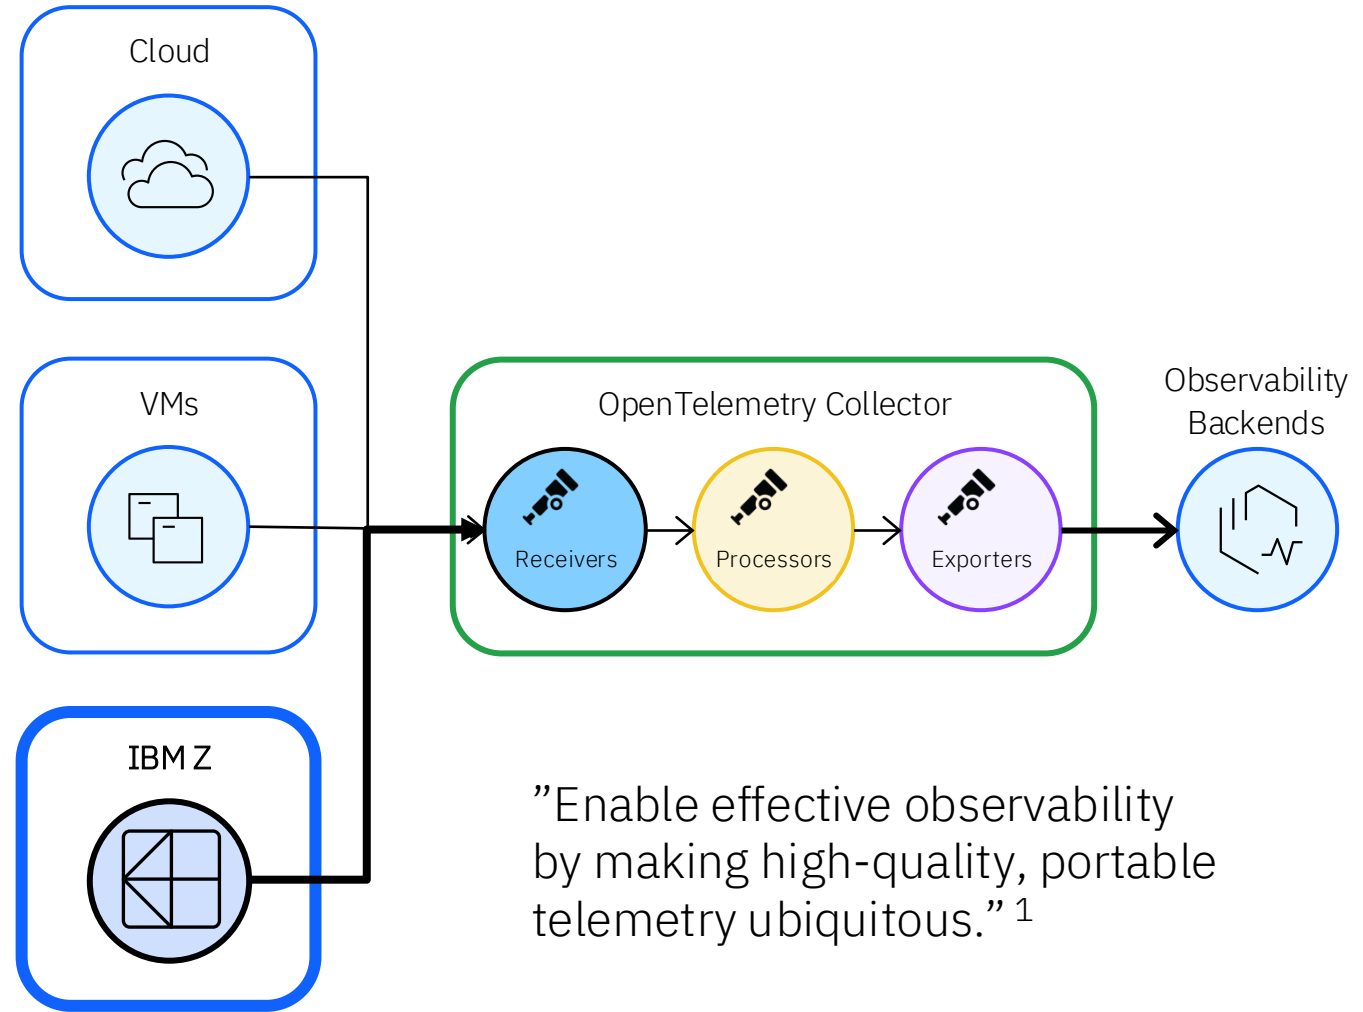 Cloud
VMs
IBM Z
OpenTelemetry Collector
Receivers
Processors
Exporters
Observability
Backends
”Enable effective observability
by making high-quality, portable
telemetry ubiquitous.” 1